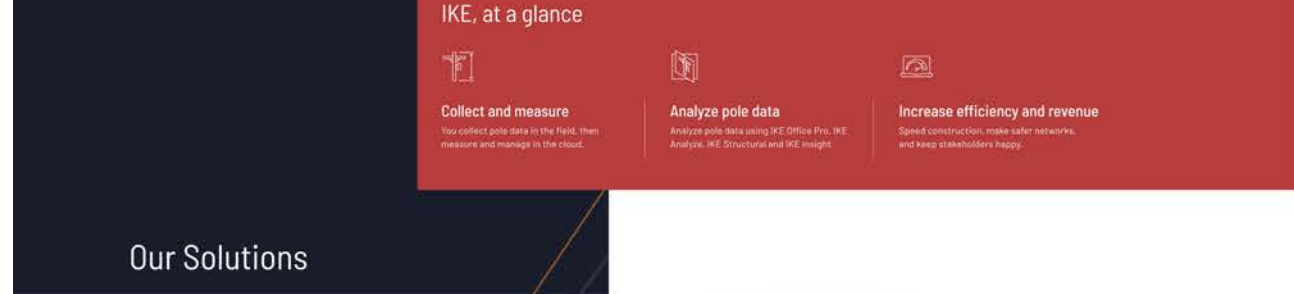 IKE, at a glance
Collect and measure
You collect pole data in the field, then
measure and manage in the cloud.
Analyze pole data
Analyze pole data using IKE Office Pro, IKE
Analyze, IKE Structural and IKE Insight.
Increase efficiency and revenue
Speed construction, make safer networks,
and keep stakeholders happy.
Our Solutions